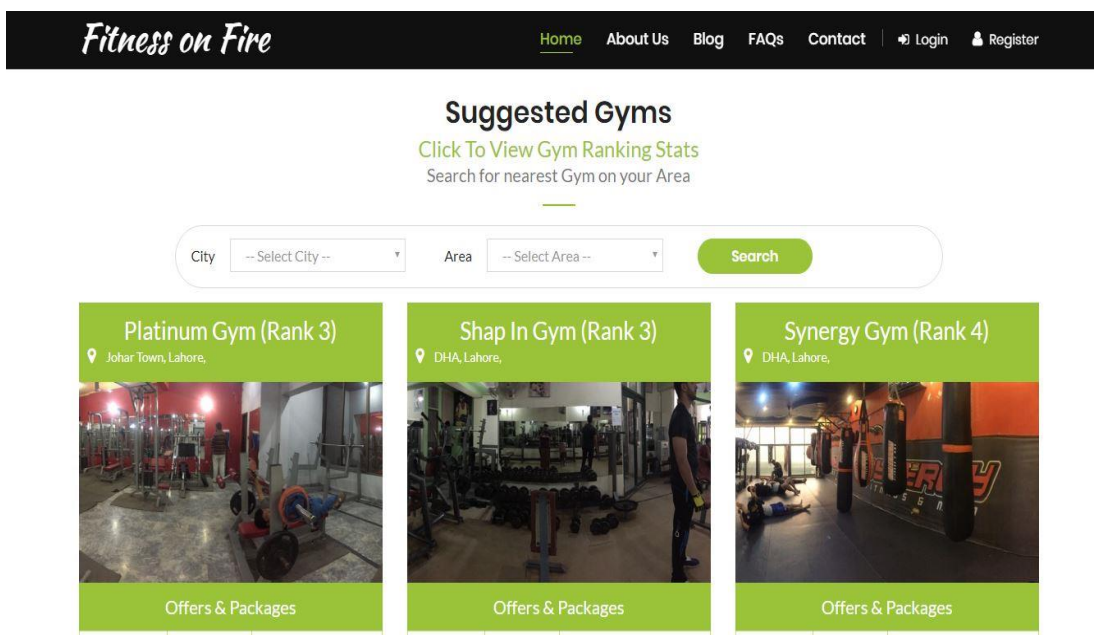 Fitness on Fire
Home About Us Blog FAQs Contact Login Register
Suggested Gyms
Click To View Gym Ranking Stats
Search for nearest Gym on your Area
City -- Select City -- Area -- Select Area -- Search
Platinum Gym (Rank 3)
Johar Town, Lahore,
Shap In Gym (Rank 3)
DHA, Lahore,
Synergy Gym (Rank 4)
DHA, Lahore,
SYNERGY
Offers & Packages
Offers & Packages
Offers & Packages